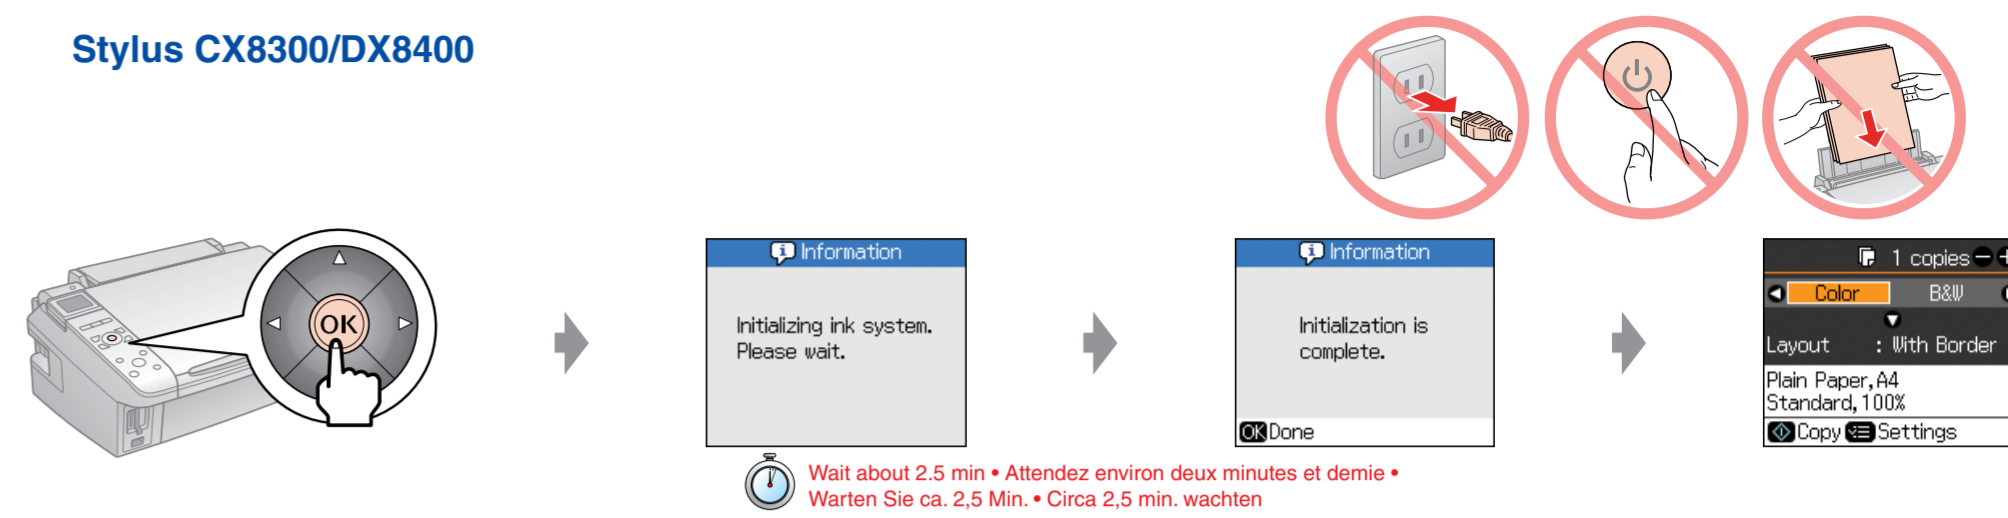 Stylus CX8300/DX8400
OK
Information
Initializing ink system.
Please wait.
Information
Initialization is
complete.
OK Done
1 copies
Color B&W
Layout : With Border
Plain Paper, A4
Standard, 100%
Copy Settings
Wait about 2.5 min • Attendez environ deux minutes et demie •
Warten Sie ca. 2,5 Min. • Circa 2,5 min. wachten